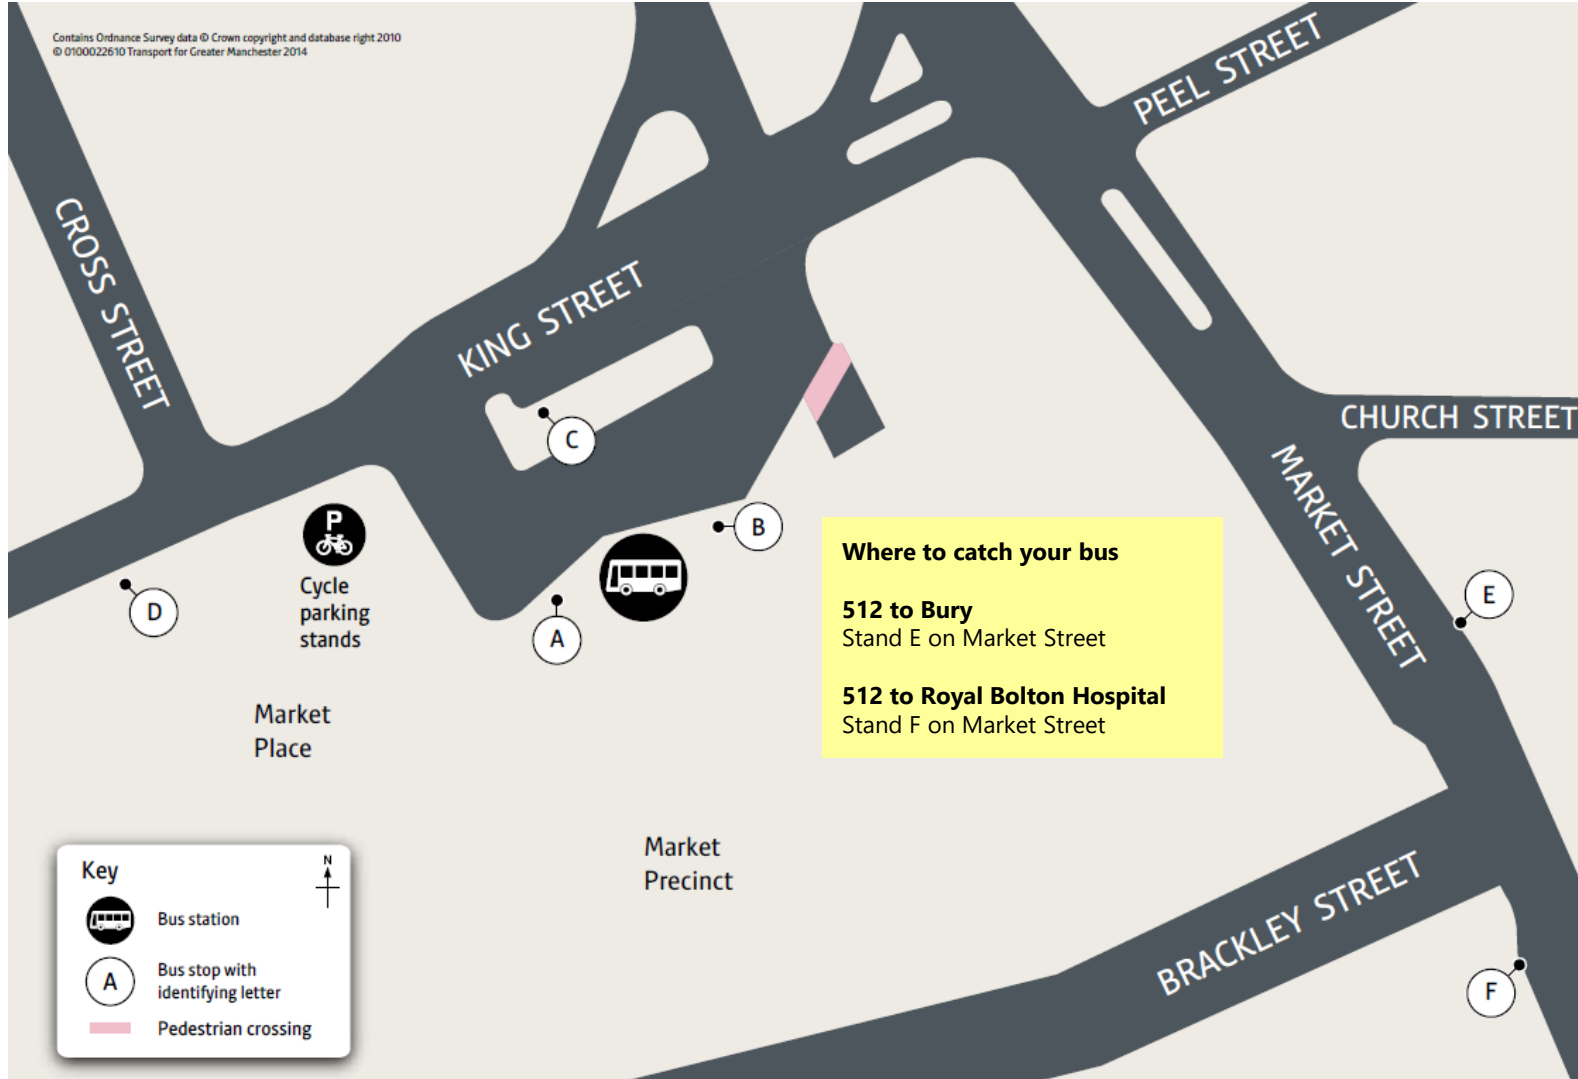 Contains Ordnance Survey data © Crown copyright and database right 2010
© 0100022610 Transport for Greater Manchester 2014
PEEL STREET
CROSS STREET
KING STREET
CHURCH STREET
MARKET STREET
C
P
B
Cycle
parking
stands
D
A
E
Where to catch your bus
512 to Bury
Stand E on Market Street
512 to Royal Bolton Hospital
Stand F on Market Street
Market
Place
Market
Precinct
BRACKLEY STREET
F
Key
N
Bus station
A
Bus stop with
identifying letter
Pedestrian crossing